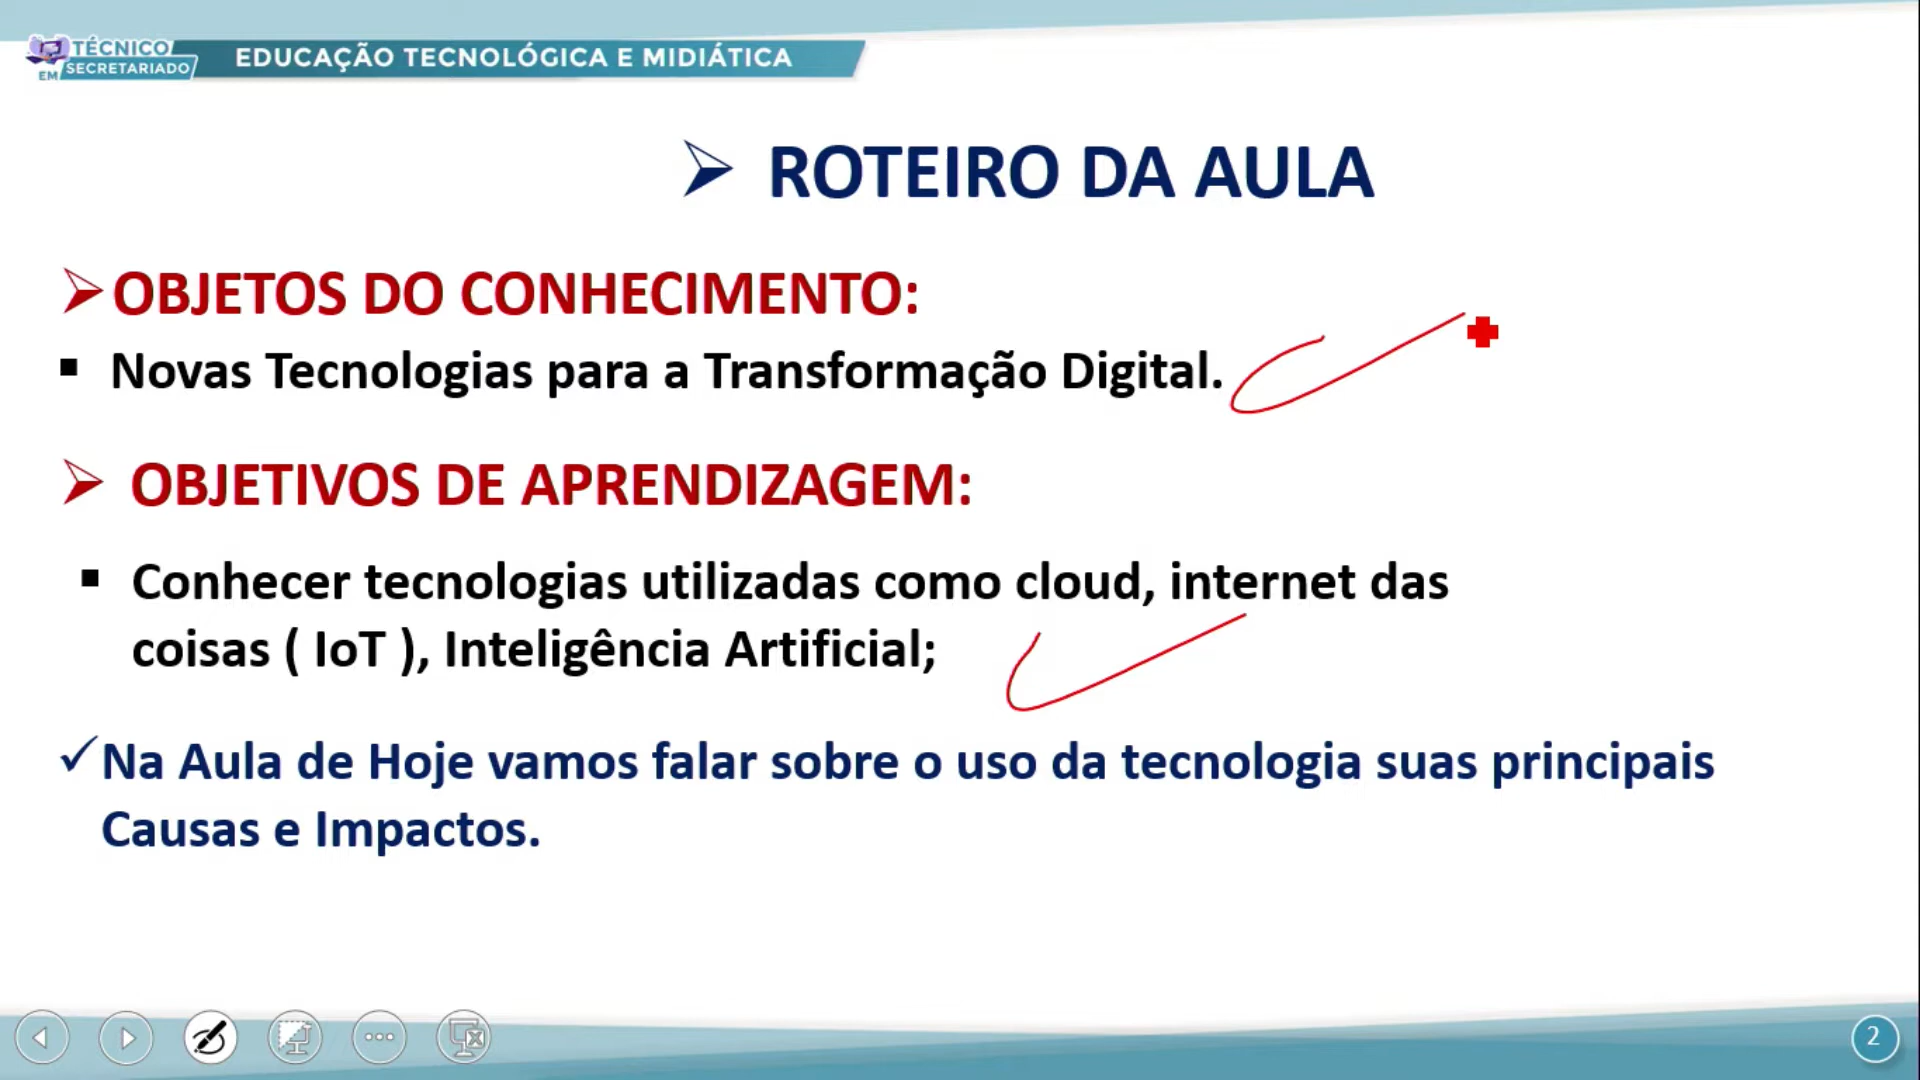 TÉCNICO
EM SECRETARIADO
EDUCAÇÃO TECNOLÓGICA E MIDIÁTICA
ROTEIRO DA AULA
OBJETOS DO CONHECIMENTO:
Novas Tecnologias para a Transformação Digital.
OBJETIVOS DE APRENDIZAGEM:
Conhecer tecnologias utilizadas como cloud, internet das
coisas ( IoT ), Inteligência Artificial;
Na Aula de Hoje vamos falar sobre o uso da tecnologia suas principais
Causas e Impactos.
2